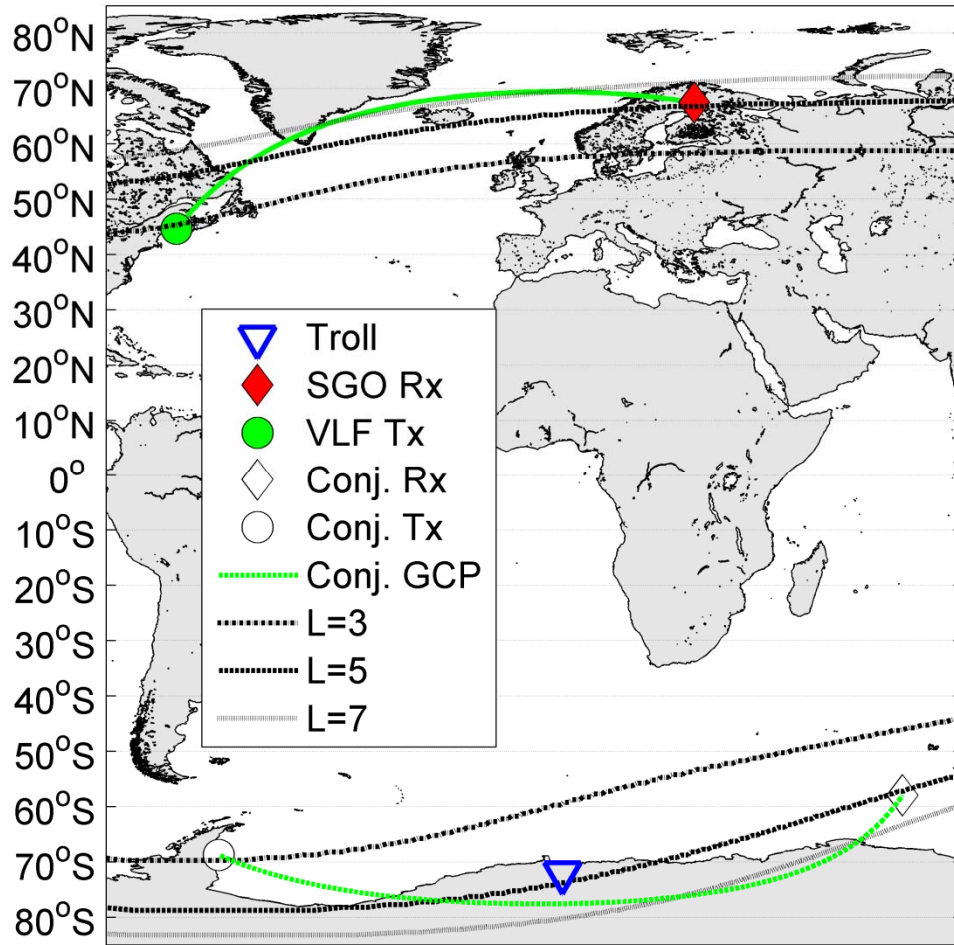 80°N
70°N
60°N
50°N
40°N
30°N
20°N
10°N
0°
10°S
20°S
30°S
40°S
50°S
60°S
70°S
80°S
Troll
SGO Rx
VLF Tx
Conj. Rx
Conj. Tx
Conj. GCP
L=3
L=5
L=7